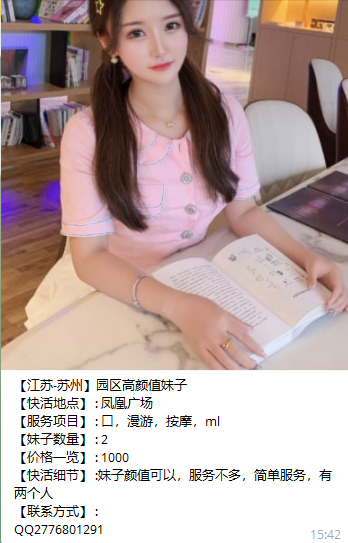 【江苏-苏州】园区高颜值妹子
【快活地点】: 凤凰广场
【服务项目】: 口，漫游，按摩，ml
【妹子数量】: 2
【价格一览】: 1000
【快活细节】:妹子颜值可以，服务不多，简单服务，有
两个人
【联系方式】:
QQ2776801291
15:42